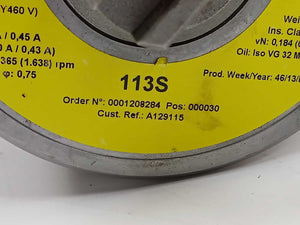 Y460 V)
A / 0,45 A
0 A / 0,43 A)
365 (1.638) rpm
φ: 0,75
Ins. Cla
vN: 0,184 (
Oil: Iso VG 32 M
Prod. Week/Year: 46/13/
113S
Order N°: 0001208284 Pos: 000030
Cust. Ref.: A129115